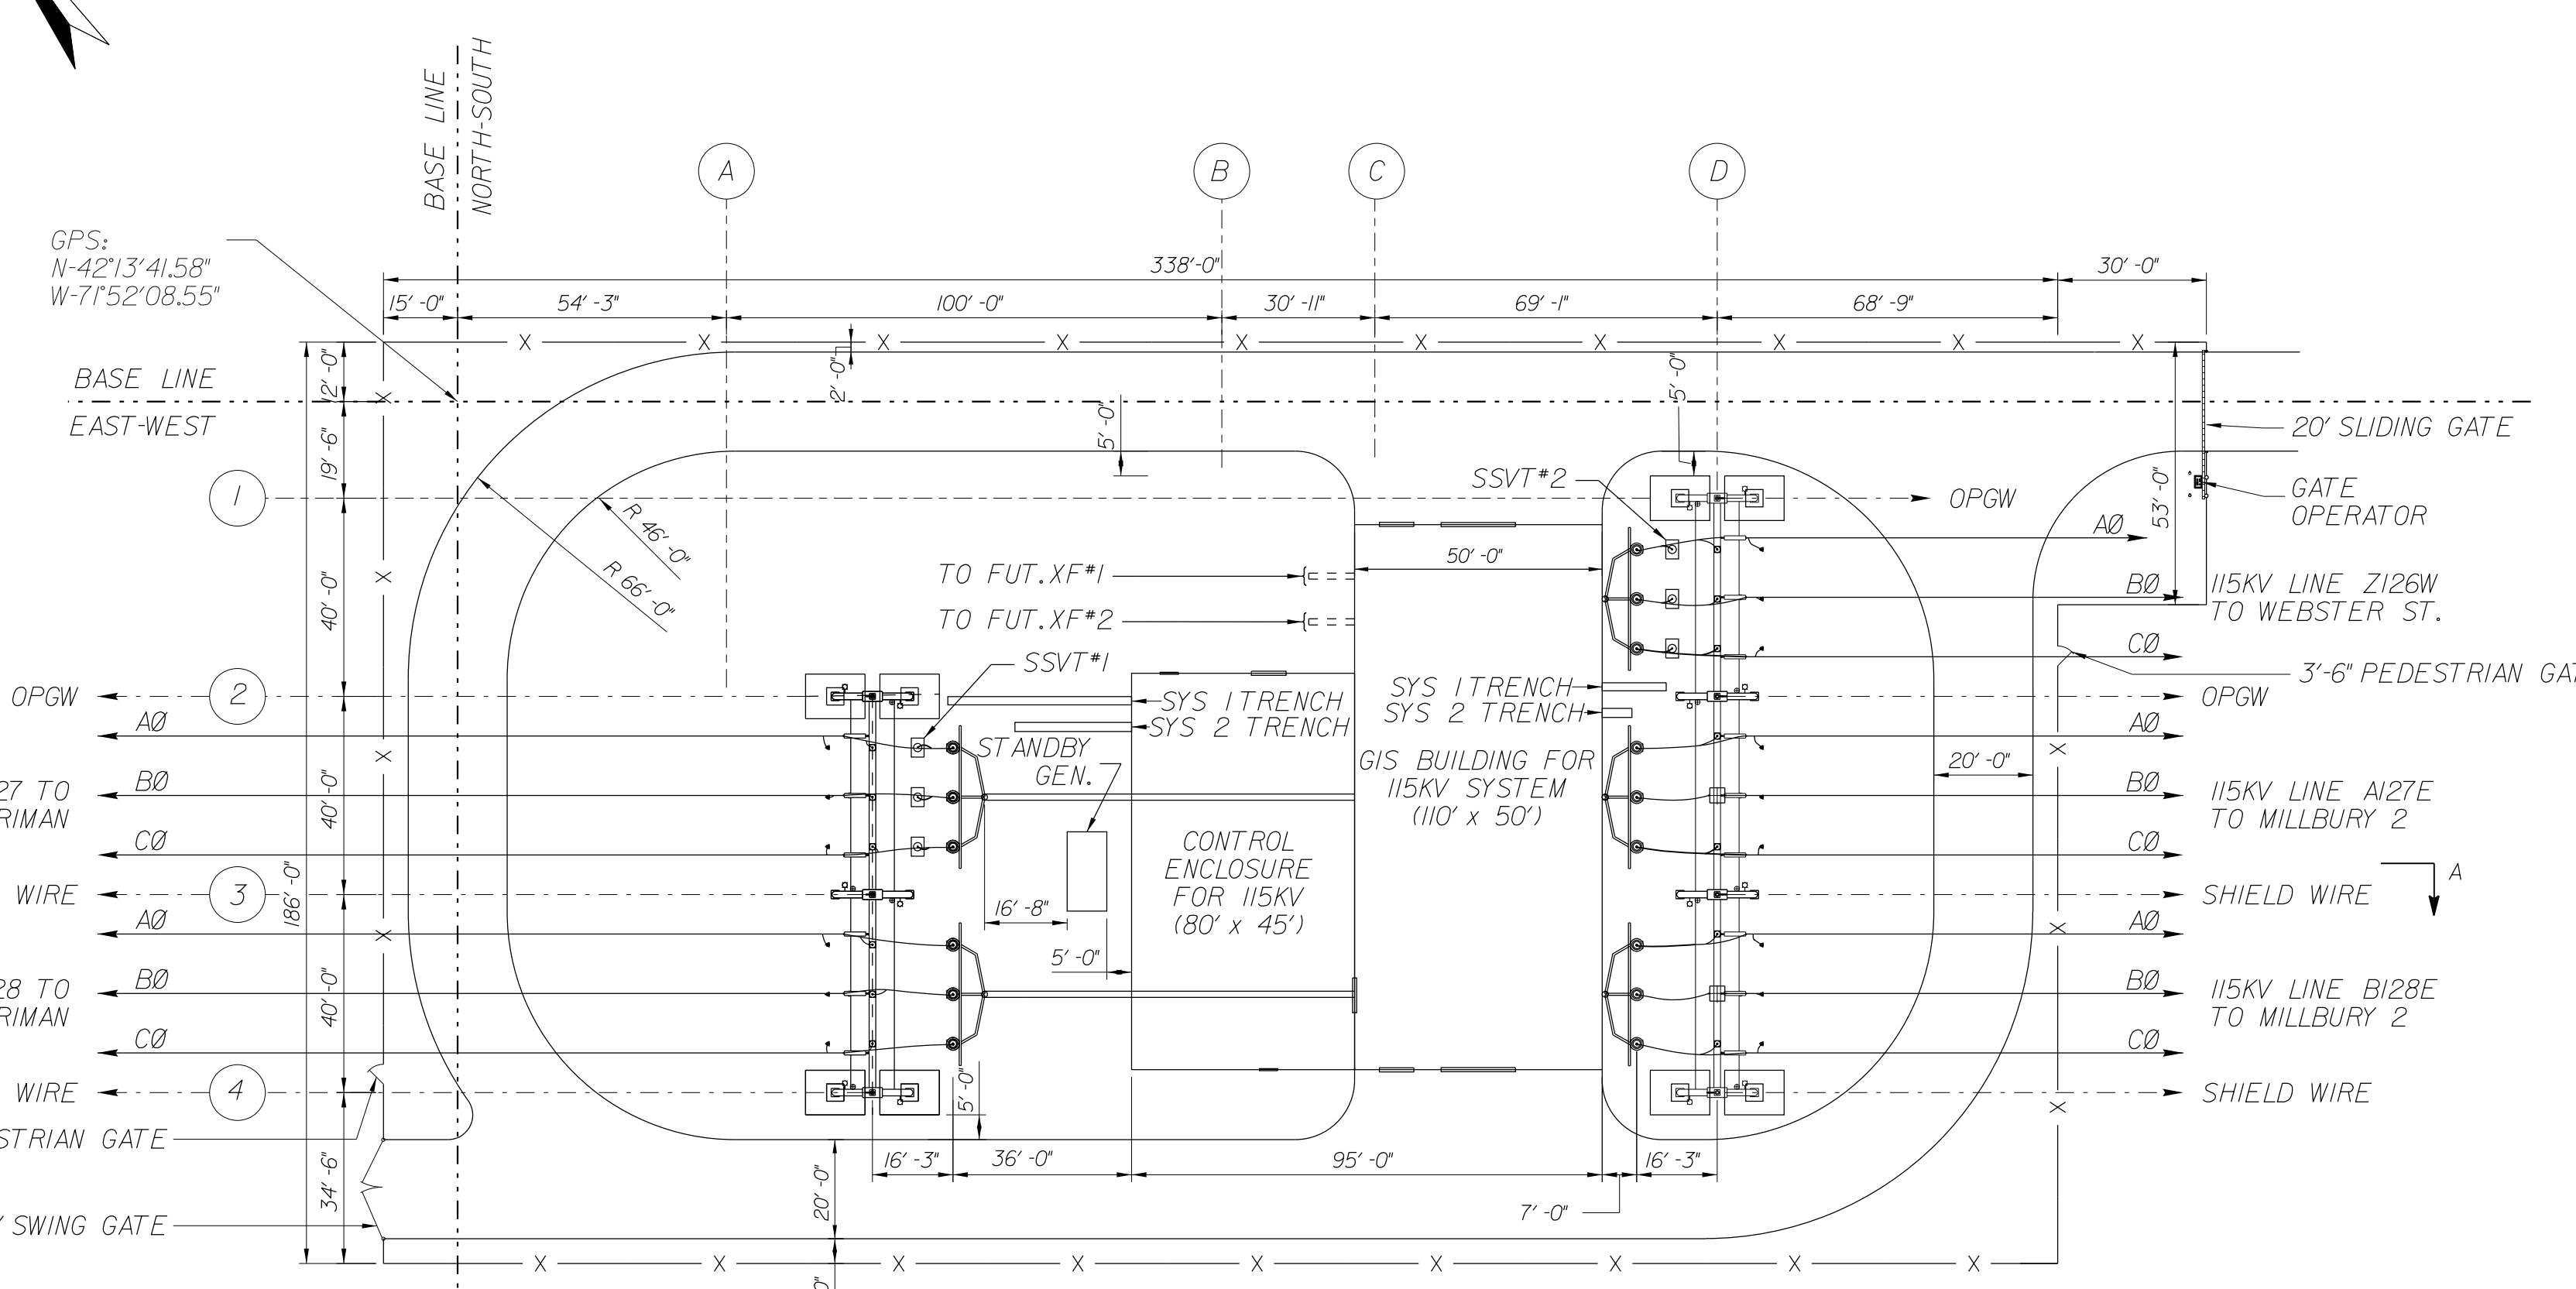 BASE LINE
NORTH-SOUTH
A
B
C
D
GPS:
N-42°13'41.58"
W-71°52'08.55"
338'-0"
30'-0"
15'-0"
54'-3"
100'-0"
30'-11"
69'-1"
68'-9"
X X X X X X X X X X
BASE LINE
EAST-WEST
12'-0"
2'-0"
5'-0"
5'-0"
19'-6"
20' SLIDING GATE
1
SSVT#2
OPGW
53'-0"
GATE
OPERATOR
R 46'-0"
R 66'-0"
AØ
40'-0"
X
TO FUT.XF#1
50'-0"
BØ
115KV LINE Z126W
TO WEBSTER ST.
TO FUT.XF#2
CØ
SSVT#1
3'-6" PEDESTRIAN
OPGW
2
SYS 1 TRENCH
SYS 2 TRENCH
SYS 1 TRENCH
SYS 2 TRENCH
OPGW
AØ
X
STANDBY
GEN.
GIS BUILDING FOR
115KV SYSTEM
(110' x 50')
AØ
X
20'-0"
27 TO
BØ
40'-0"
BØ
115KV LINE A127E
TO MILLBURY 2
CØ
CONTROL
ENCLOSURE
FOR 115KV
(80' x 45')
CØ
A
WIRE
3
186'-0"
16'-8"
SHIELD WIRE
AØ
X
X
AØ
5'-0"
28 TO
BØ
40'-0"
BØ
115KV LINE B128E
TO MILLBURY 2
CØ
CØ
WIRE
4
5'-0"
X
SHIELD WIRE
GATE
34'-6"
20'-0"
16'-3"
36'-0"
95'-0"
16'-3"
7'-0"
SWING GATE
X X X X X X X X X